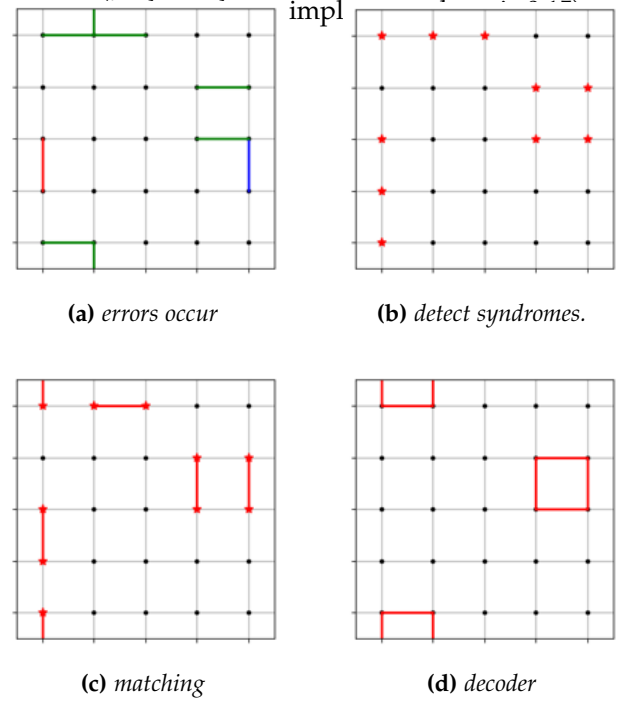 impl
(a) errors occur
(b) detect syndromes.
(c) matching
(d) decoder